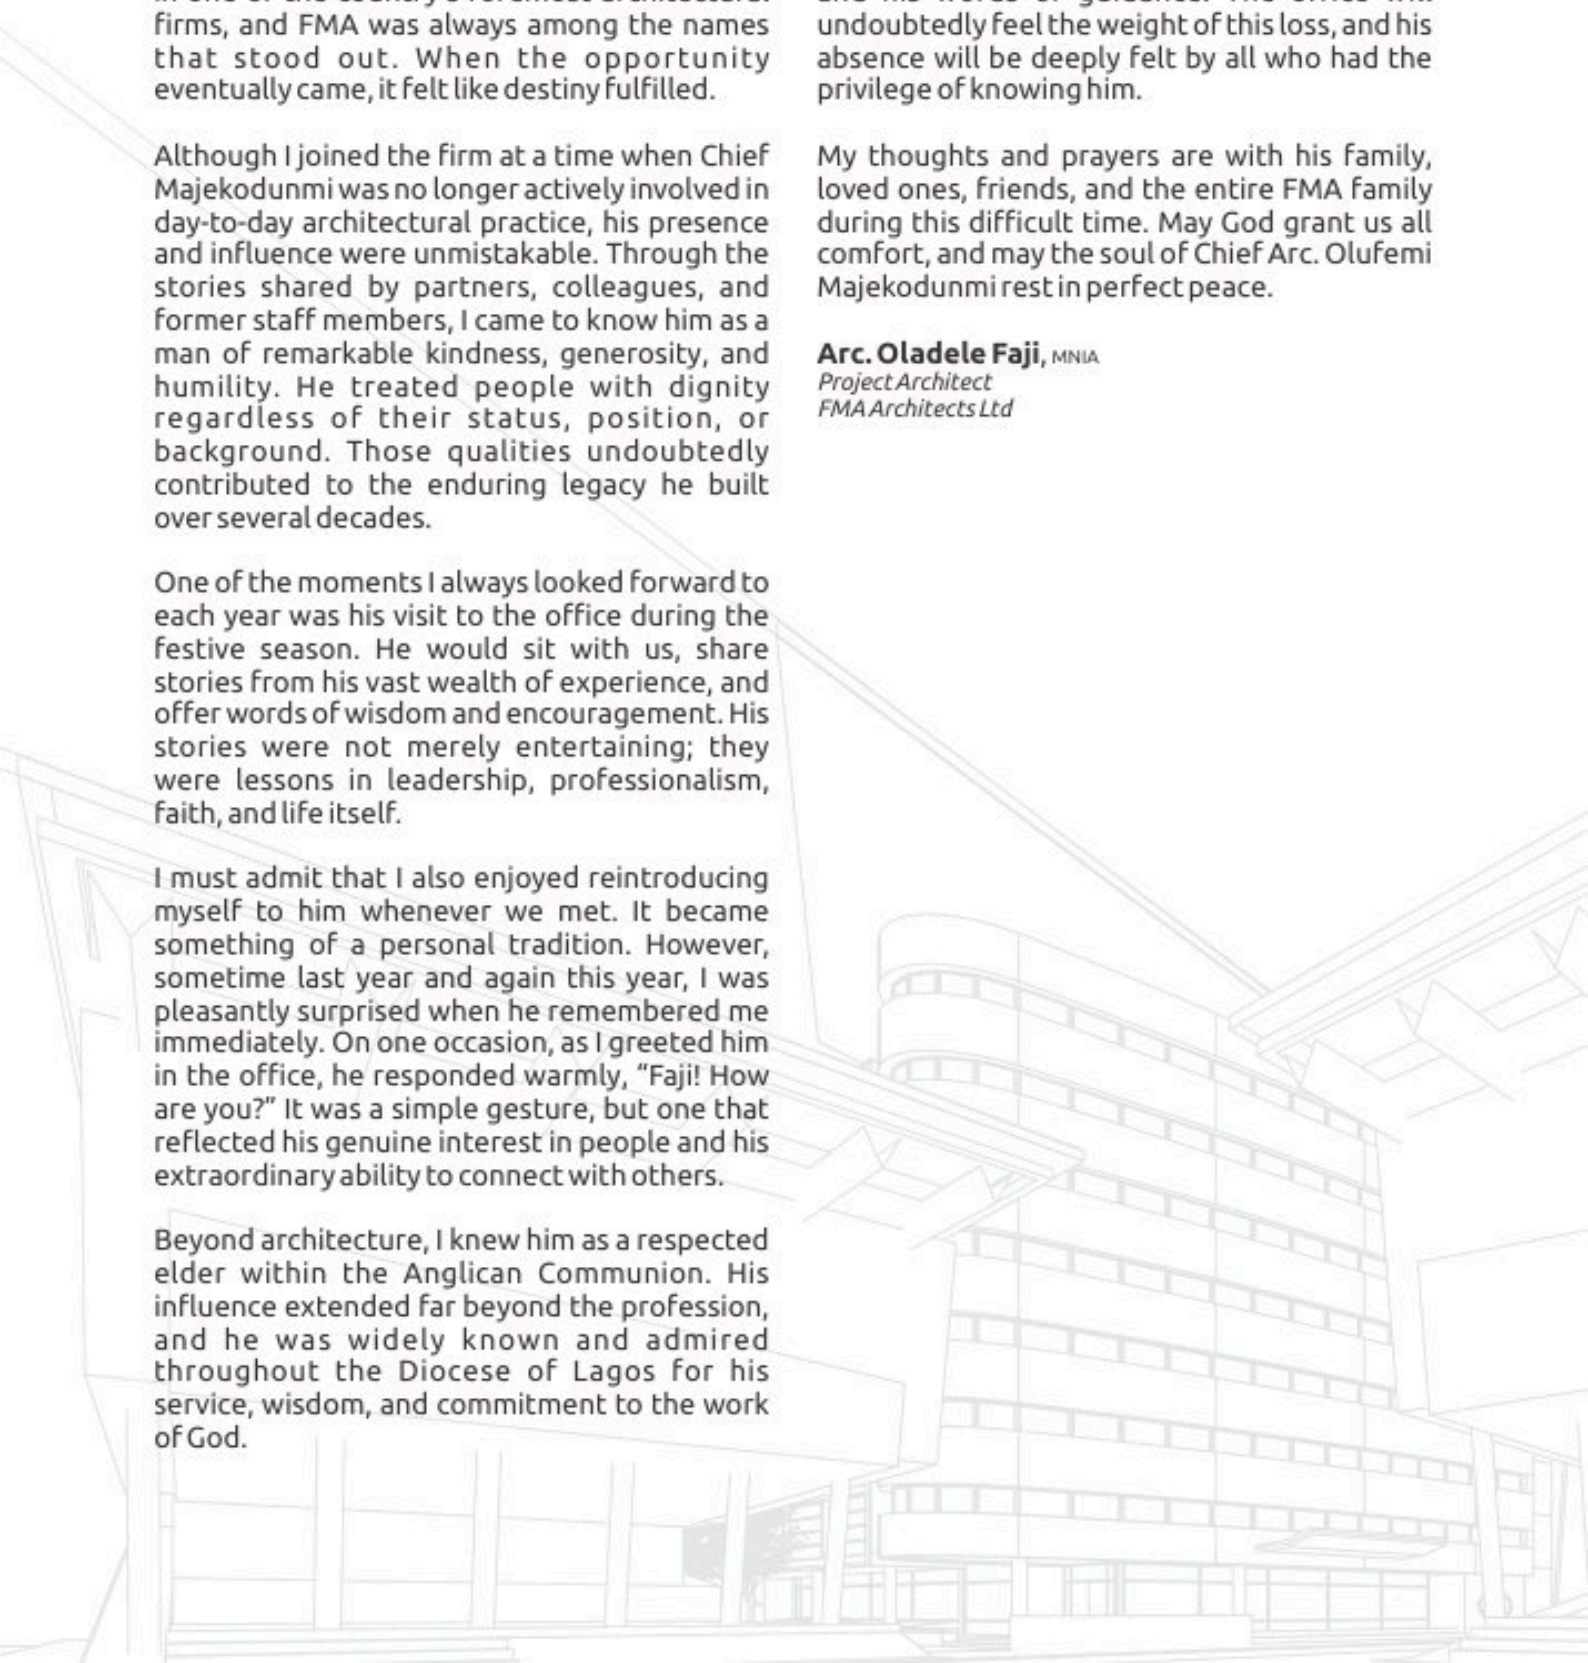 firms, and FMA was always among the names
that stood out. When the opportunity
eventually came, it felt like destiny fulfilled.
Although I joined the firm at a time when Chief
Majekodunmi was no longer actively involved in
day-to-day architectural practice, his presence
and influence were unmistakable. Through the
stories shared by partners, colleagues, and
former staff members, I came to know him as a
man of remarkable kindness, generosity, and
humility. He treated people with dignity
regardless of their status, position, or
background. Those qualities undoubtedly
contributed to the enduring legacy he built
over several decades.
One of the moments I always looked forward to
each year was his visit to the office during the
festive season. He would sit with us, share
stories from his vast wealth of experience, and
offer words of wisdom and encouragement. His
stories were not merely entertaining; they
were lessons in leadership, professionalism,
faith, and life itself.
I must admit that I also enjoyed reintroducing
myself to him whenever we met. It became
something of a personal tradition. However,
sometime last year and again this year, I was
pleasantly surprised when he remembered me
immediately. On one occasion, as I greeted him
in the office, he responded warmly, “Faji! How
are you?” It was a simple gesture, but one that
reflected his genuine interest in people and his
extraordinary ability to connect with others.
Beyond architecture, I knew him as a respected
elder within the Anglican Communion. His
influence extended far beyond the profession,
and he was widely known and admired
throughout the Diocese of Lagos for his
service, wisdom, and commitment to the work
of God.
undoubtedly feel the weight of this loss, and his
absence will be deeply felt by all who had the
privilege of knowing him.
My thoughts and prayers are with his family,
loved ones, friends, and the entire FMA family
during this difficult time. May God grant us all
comfort, and may the soul of Chief Arc. Olufemi
Majekodunmi rest in perfect peace.
Arc. Oladele Faji, MNIA
Project Architect
FMA Architects Ltd